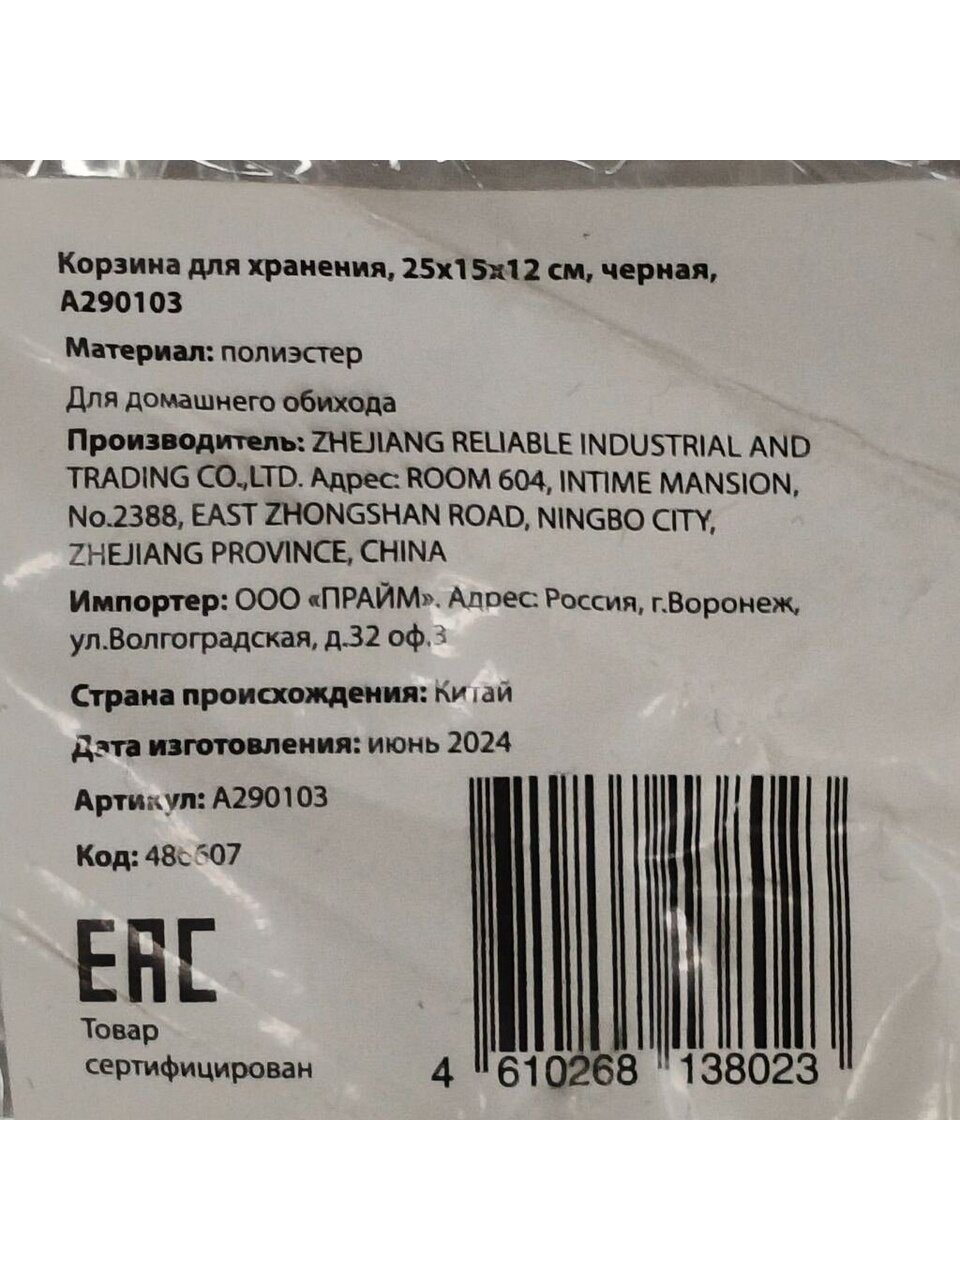 Корзина для хранения, 25х15х12 см, черная,
А290103
Материал: полиэстер
Для домашнего обихода
Производитель: ZHEJIANG RELIABLE INDUSTRIAL AND
TRADING CO.,LTD. Адрес: ROOM 604, INTIME MANSION,
No.2388, EAST ZHONGSHAN ROAD, NINGBO CITY,
ZHEJIANG PROVINCE, CHINA
Импортер: ООО «ПРАЙМ». Адрес: Россия, г.Воронеж,
ул.Волгоградская, д.32 оф.3
Страна происхождения: Китай
Дата изготовления: июнь 2024
Артикул: А290103
Код:
EAC
Товар
сертифицирован
4 610268 138023